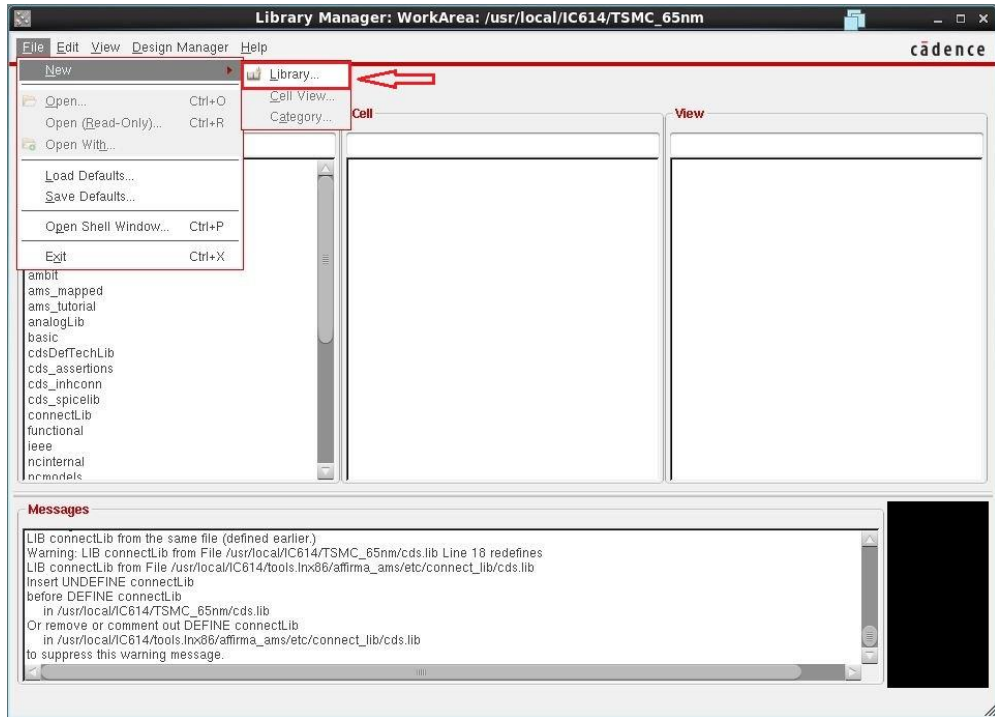 Library Manager: WorkArea: /usr/local/IC614/TSMC_65nm
File Edit View Design Manager Help
cādence
New
Library...
Cell View...
Category...
Open... Ctrl+O
Open (Read-Only)... Ctrl+R
Open With...
Load Defaults...
Save Defaults...
Open Shell Window... Ctrl+P
Exit Ctrl+X
Cell
View
ambit
ams_mapped
ams_tutorial
analogLib
basic
cdsDefTechLib
cds_assertions
cds_inhconn
cds_spicelib
connectLib
functional
ieee
ncinternal
ncmodels
Messages
LIB connectLib from the same file (defined earlier.)
Warning: LIB connectLib from File /usr/local/IC614/TSMC_65nm/cds.lib Line 18 redefines
LIB connectLib from File /usr/local/IC614/tools.lnx86/affirma_ams/etc/connect_lib/cds.lib
Insert UNDEFINE connectLib
before DEFINE connectLib
in /usr/local/IC614/TSMC_65nm/cds.lib
Or remove or comment out DEFINE connectLib
in /usr/local/IC614/tools.lnx86/affirma_ams/etc/connect_lib/cds.lib
to suppress this warning message.